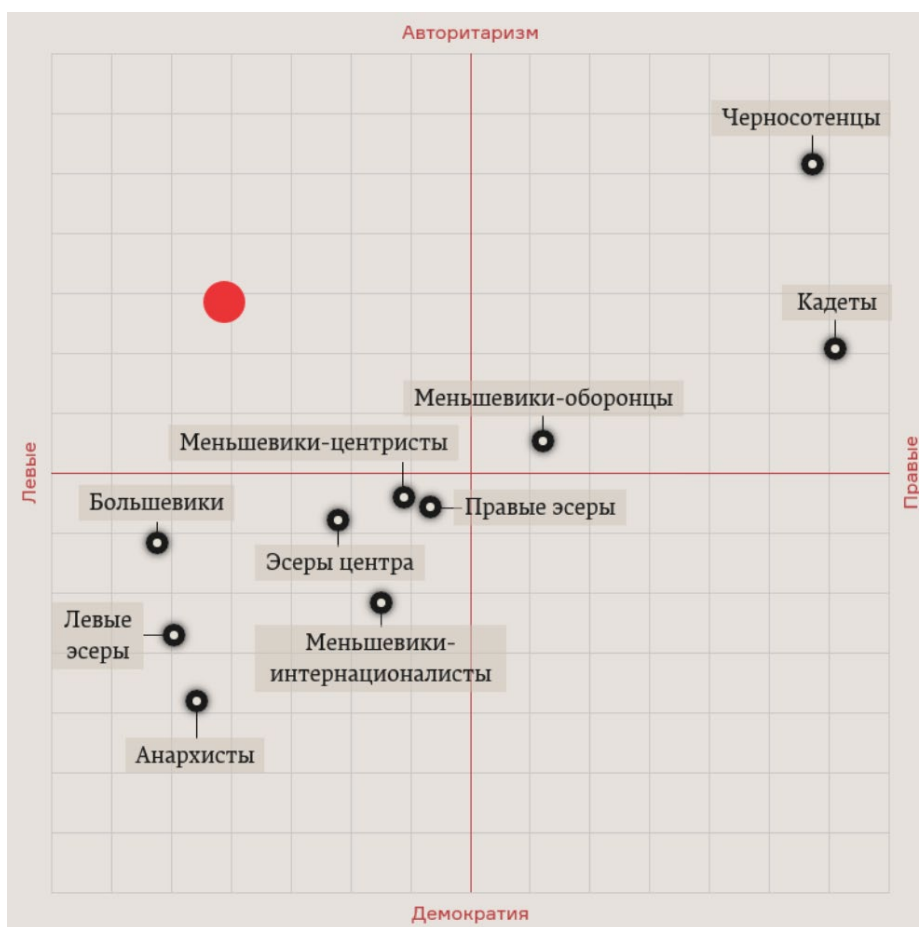 Авторитаризм
Черносотенцы
Кадеты
Меньшевики-оборонцы
Меньшевики-центристы
Левые
Правые
Большевики
Правые эсеры
Эсеры центра
Левые
эсеры
Меньшевики-
интернационалисты
Анархисты
Демократия